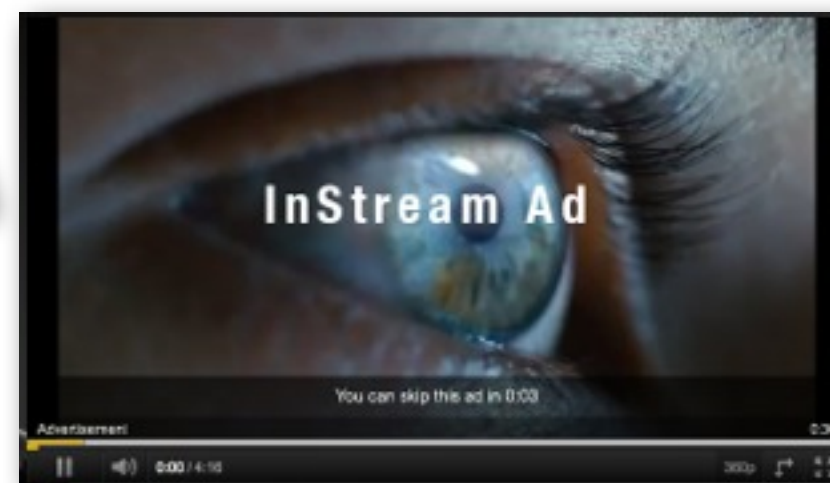 InStream Ad
You can skip this ad in 0:03
Advertisement
0:00 / 4:16
360p